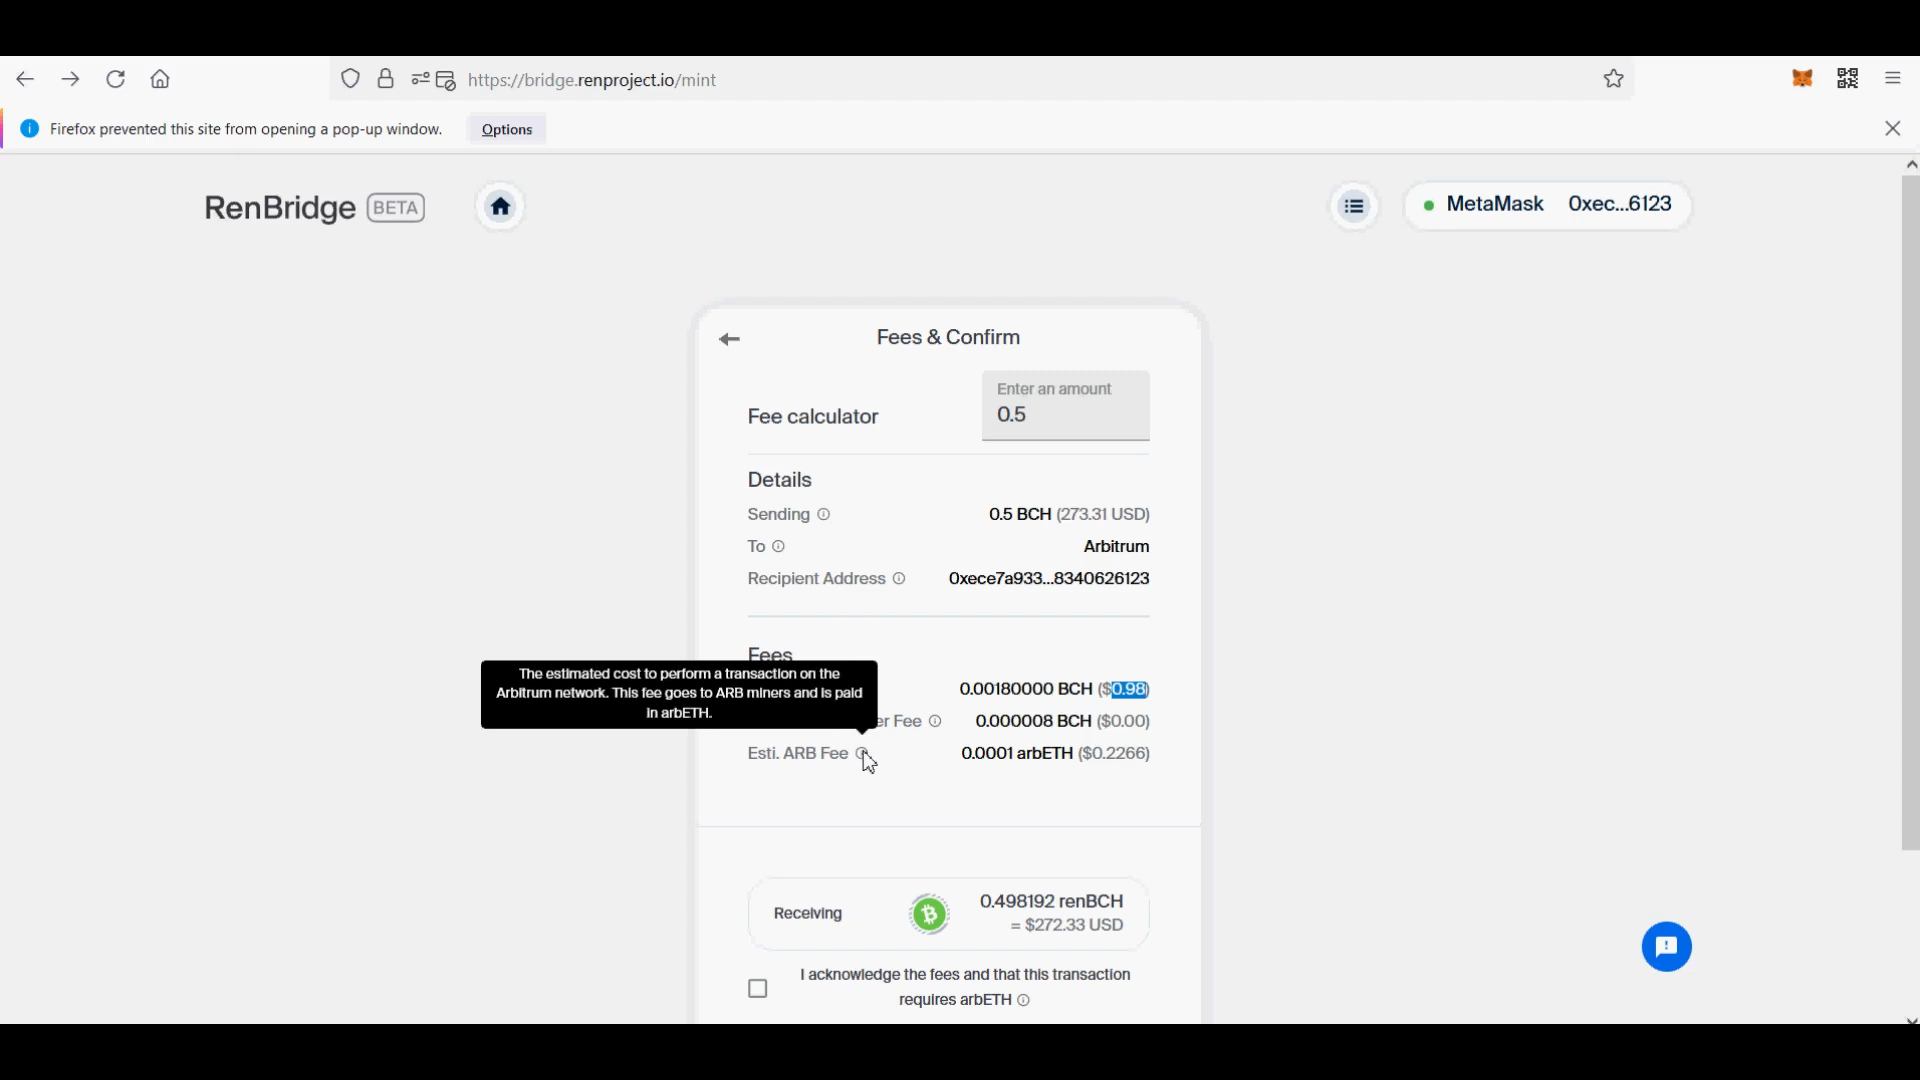 https://bridge.renproject.io/mint
Firefox prevented this site from opening a pop-up window. Options
RenBridge BETA
MetaMask 0xec...6123
Fees & Confirm
Enter an amount
Fee calculator 0.5
Details
Sending 0.5 BCH (273.31 USD)
To Arbitrum
Recipient Address 0xece7a933...8340626123
Fees
The estimated cost to perform a transaction on the
Arbitrum network. This fee goes to ARB miners and is paid
in arbETH.
0.00180000 BCH ($0.98)
er Fee 0.000008 BCH ($0.00)
Esti. ARB Fee 0.0001 arbETH ($0.2266)
Receiving 0.498192 renBCH
= $272.33 USD
I acknowledge the fees and that this transaction
requires arbETH